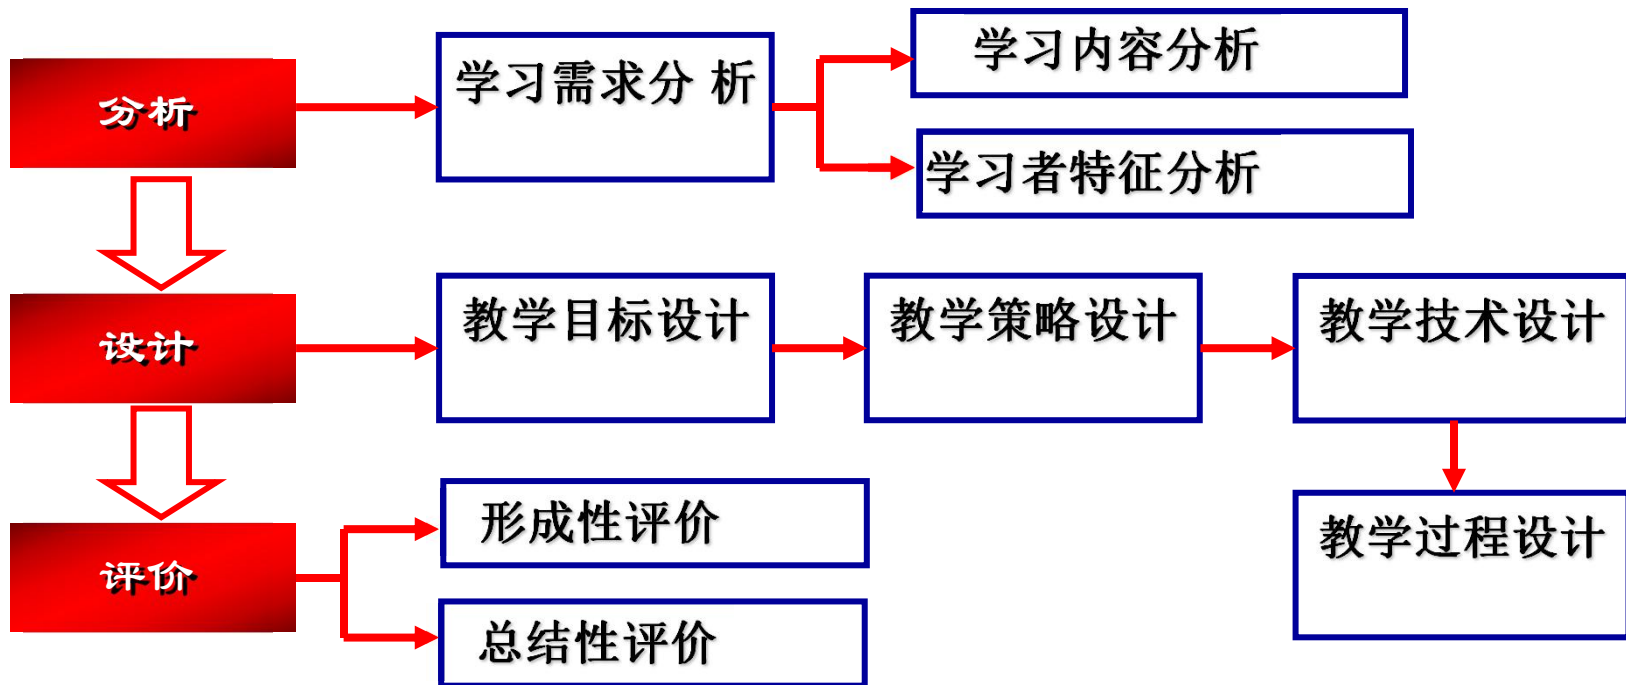 分析
学习需求分 析
学习内容分析
学习者特征分析
设计
教学目标设计
教学策略设计
教学技术设计
教学过程设计
评价
形成性评价
总结性评价